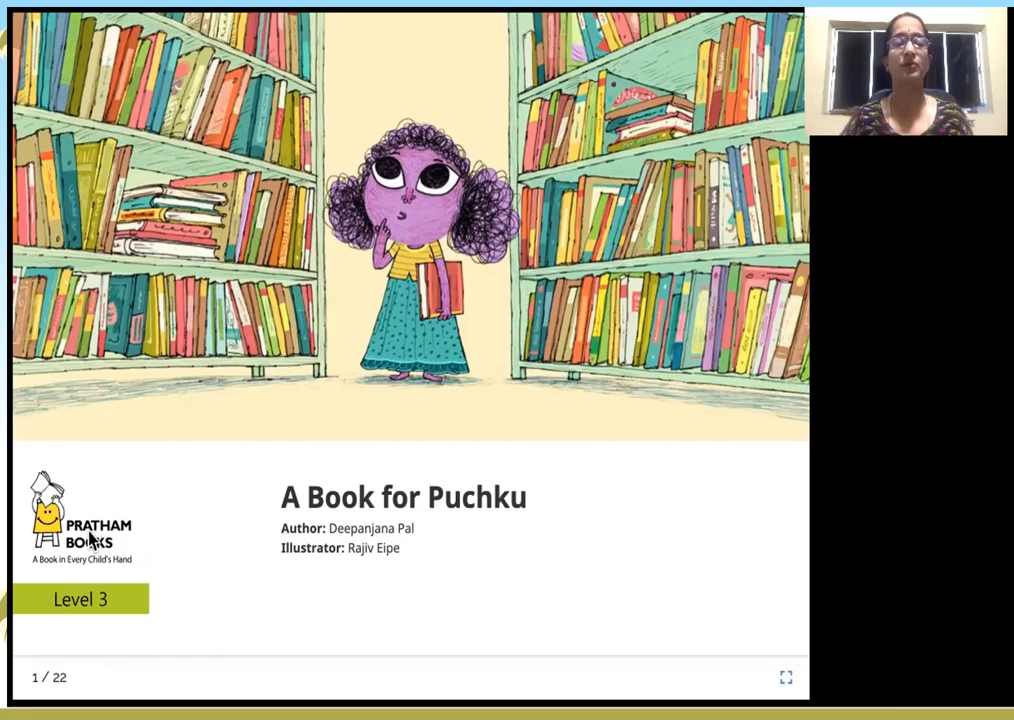 A Book for Puchku
Author: Deepanjana Pal
Illustrator: Rajiv Eipe
PRATHAM
BOOKS
A Book in Every Child's Hand
Level 3
1 / 22